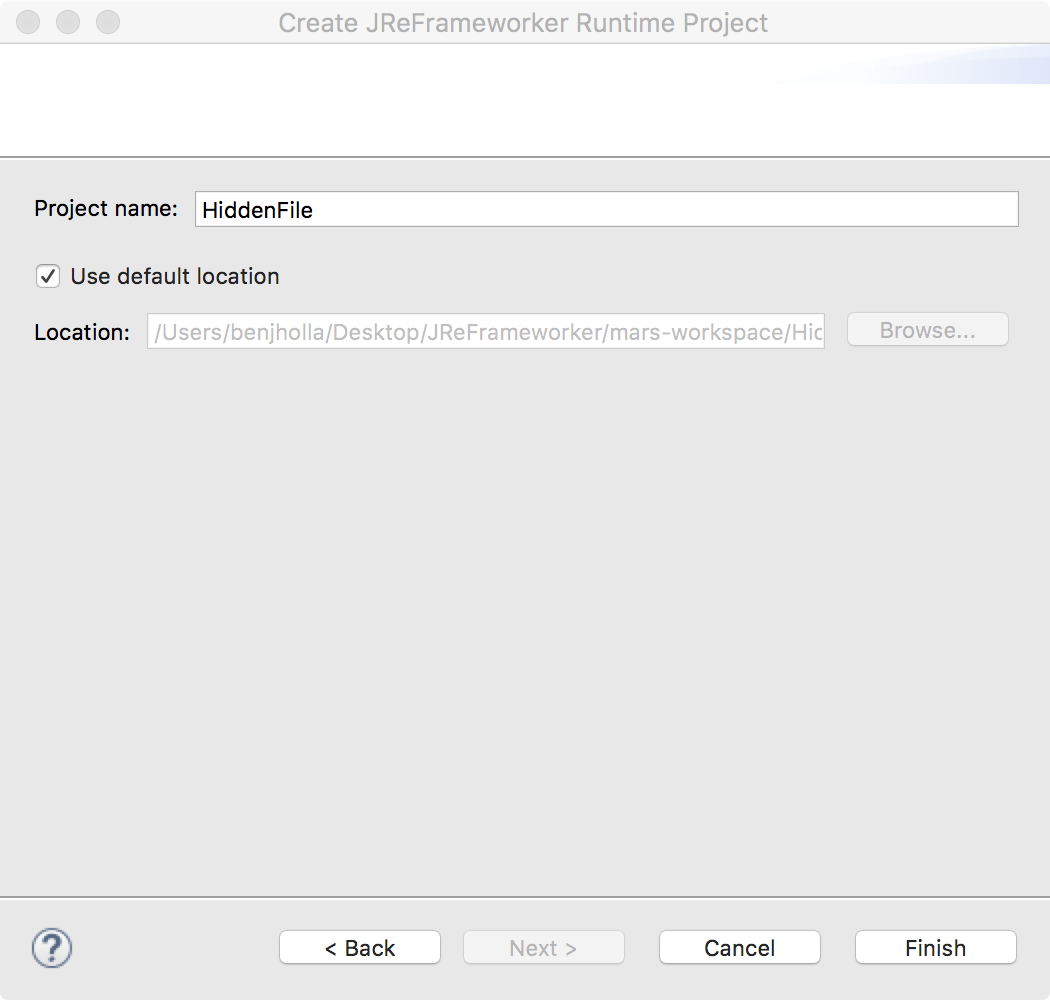 Create JReFrameworker Runtime Project
Project name: HiddenFile
Use default location
Location: /Users/benjholla/Desktop/JReFrameworker/mars-workspace/Hid Browse...
? < Back Next > Cancel Finish